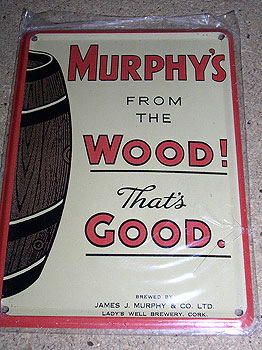 MURPHY'S
FROM
THE
WOOD!
That's
GOOD.
BREWED BY
JAMES J. MURPHY & CO. LTD.
LADY'S WELL BREWERY, CORK.